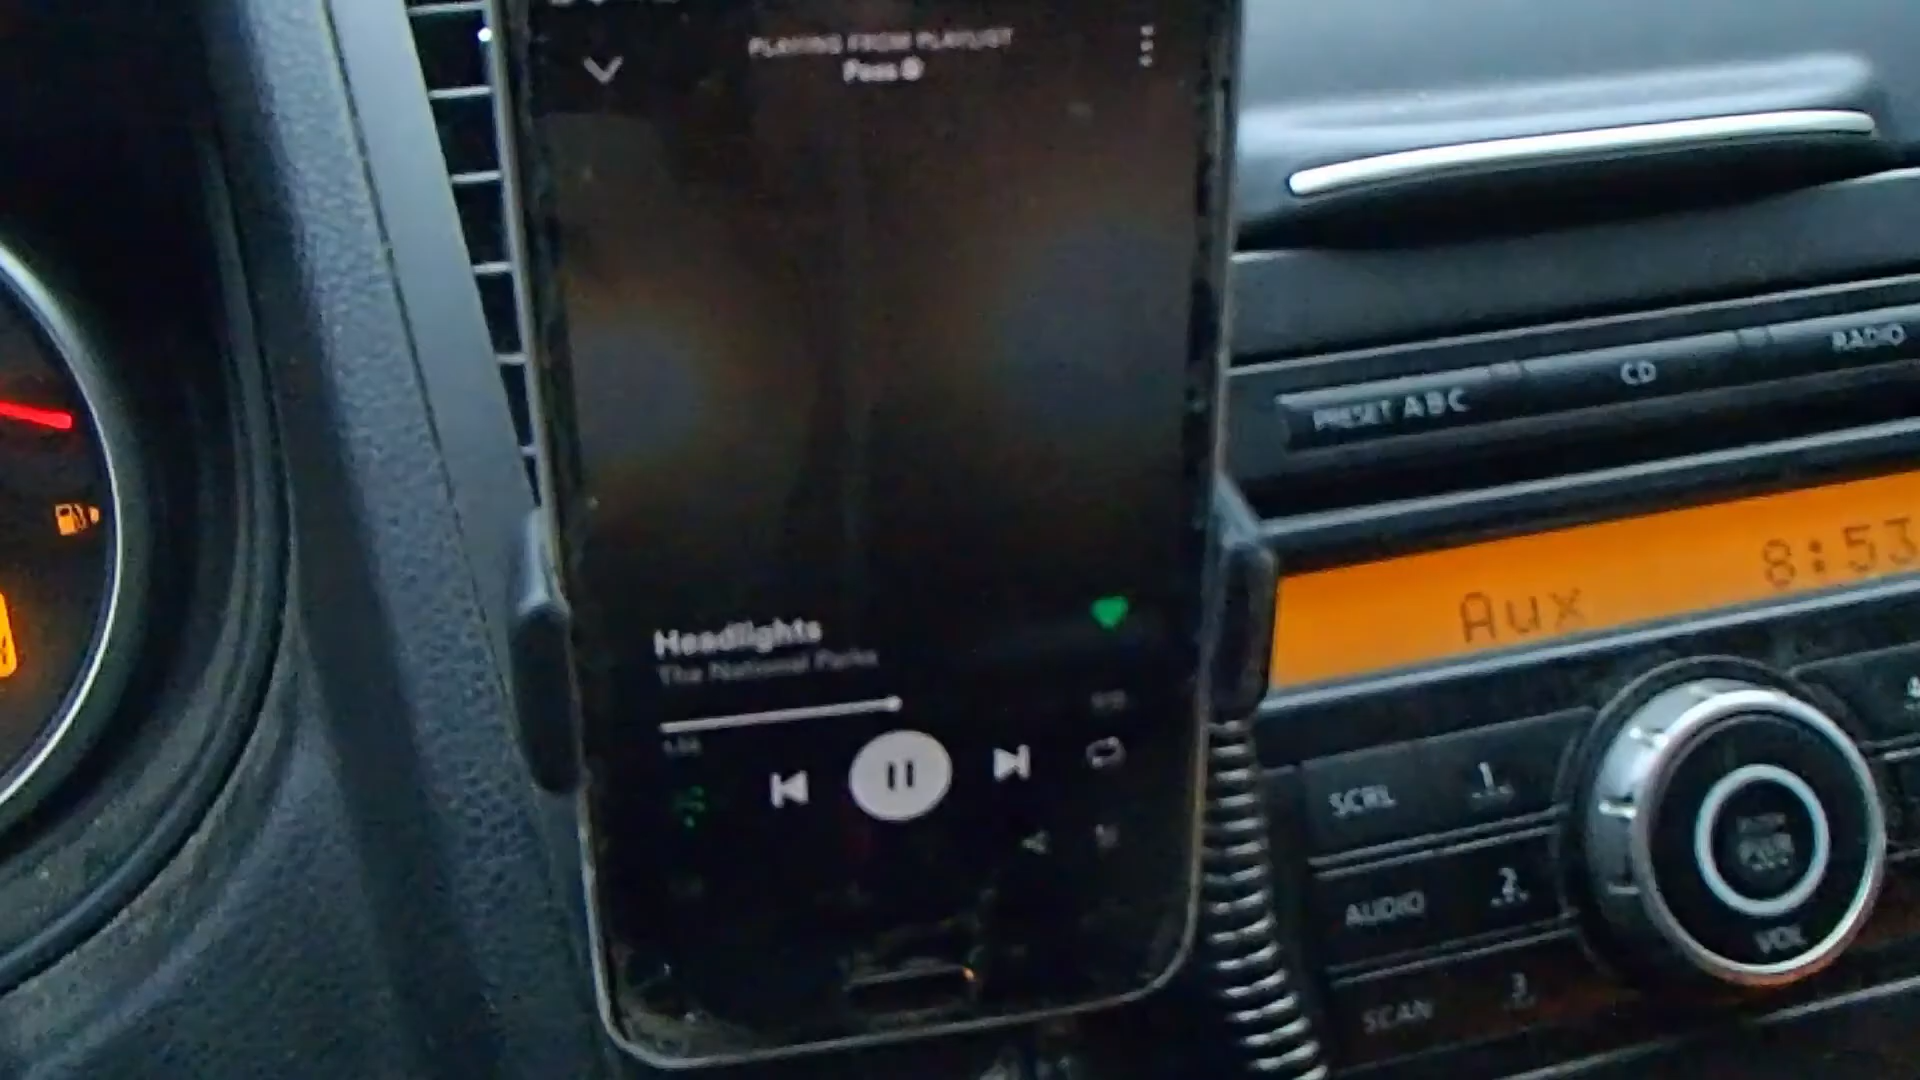 PLAYING FROM PLAYLIST
Headlights
The National Parks
PRESET ABC
CD
RADIO
8:53
Aux
SCRL
1
AUDIO
2
SCAN
3
VOL